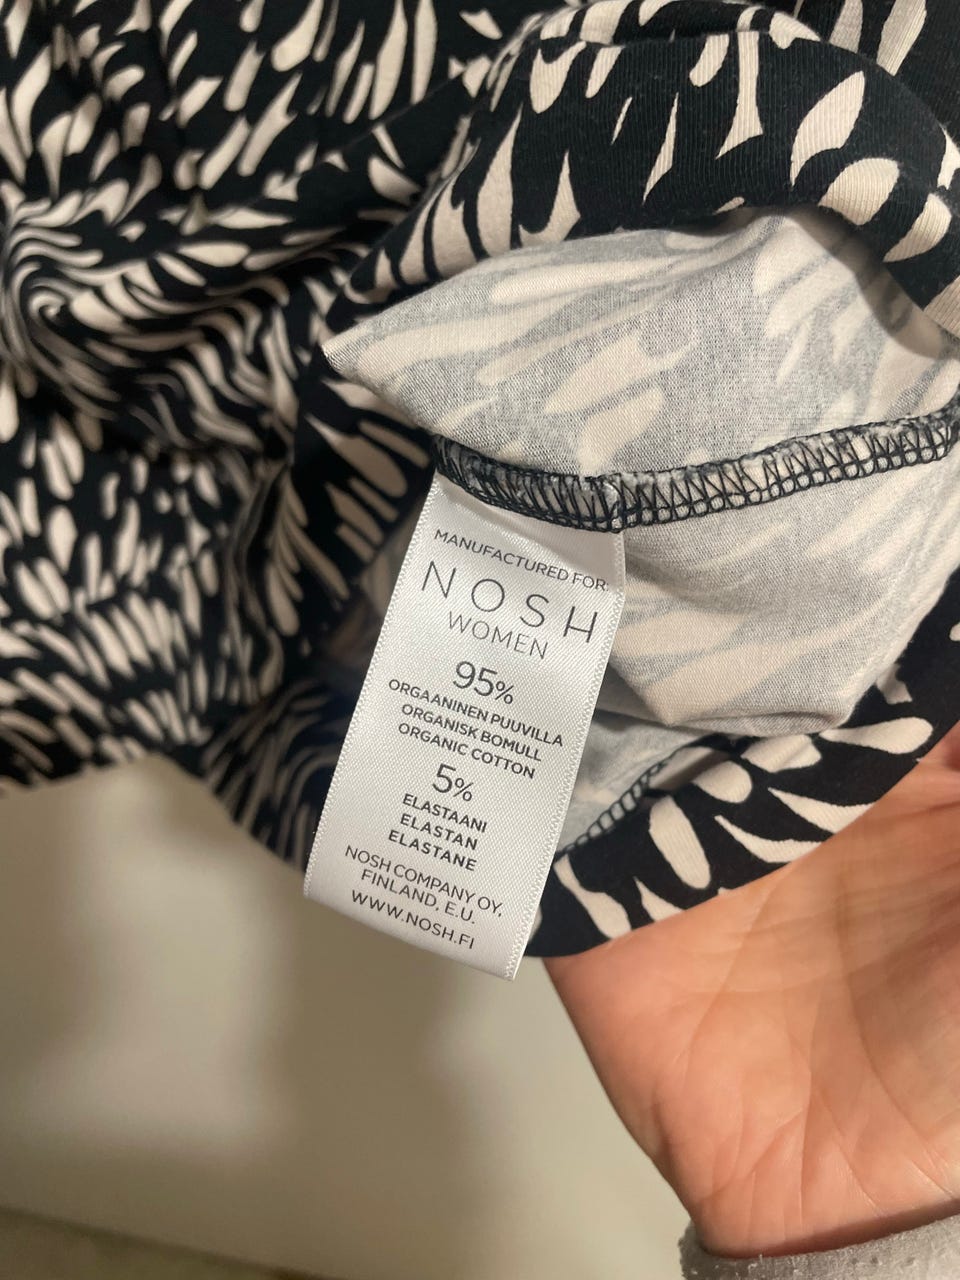 MANUFACTURED FOR:
NOSH
WOMEN
95%
ORGAANINEN PUUVILLA
ORGANISK BOMULL
ORGANIC COTTON
5%
ELASTAANI
ELASTAN
ELASTANE
NOSH COMPANY OY,
FINLAND, E.U.
WWW.NOSH.FI